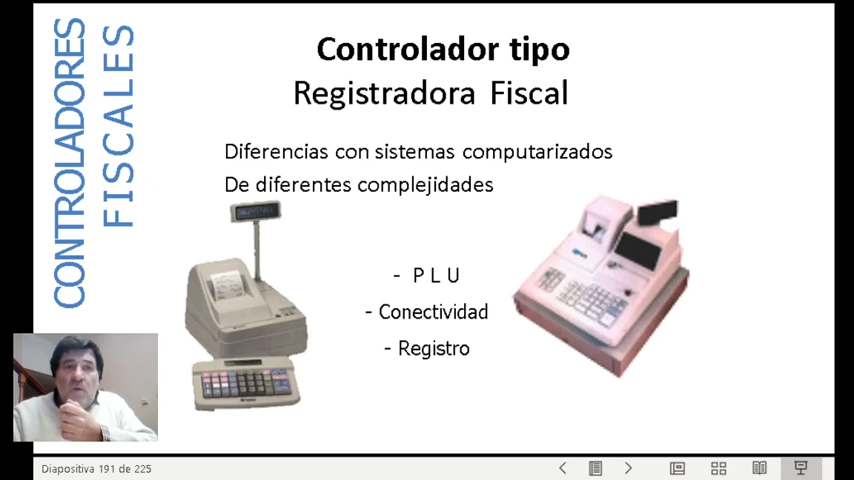 CONTROLADORES
FISCALES
Controlador tipo
Registradora Fiscal
Diferencias con sistemas computarizados
De diferentes complejidades
- P L U
- Conectividad
- Registro
Diapositiva 191 de 225